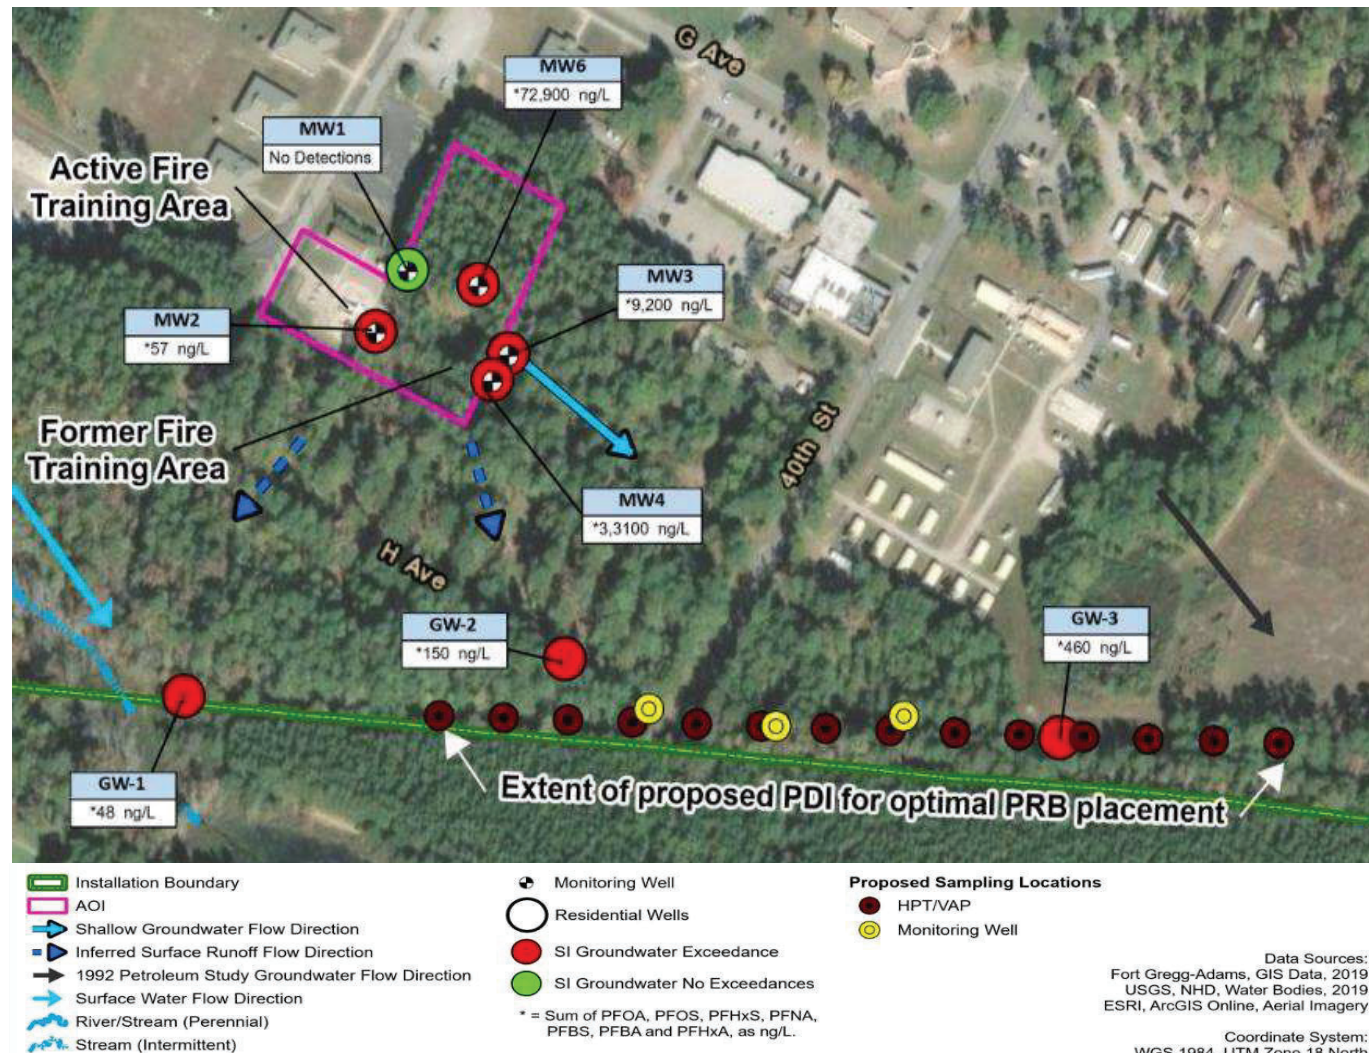 G Ave
MW6
*72,900 ng/L
MW1
No Detections
Active Fire
Training Area
MW3
*9,200 ng/L
MW2
*57 ng/L
Former Fire
Training Area
40th St
MW4
*3,3100 ng/L
H Ave
GW-2
*150 ng/L
GW-3
*460 ng/L
GW-1
*48 ng/L
Extent of proposed PDI for optimal PRB placement
Installation Boundary
AOI
Shallow Groundwater Flow Direction
Inferred Surface Runoff Flow Direction
1992 Petroleum Study Groundwater Flow Direction
Surface Water Flow Direction
River/Stream (Perennial)
Stream (Intermittent)
Monitoring Well
Residential Wells
SI Groundwater Exceedance
SI Groundwater No Exceedances
* = Sum of PFOA, PFOS, PFHxS, PFNA,
PFBS, PFBA and PFHxA, as ng/L.
Proposed Sampling Locations
HPT/VAP
Monitoring Well
Data Sources:
Fort Gregg-Adams, GIS Data, 2019
USGS, NHD, Water Bodies, 2019
ESRI, ArcGIS Online, Aerial Imagery
Coordinate System:
WGS 1984, UTM Zone 18 North